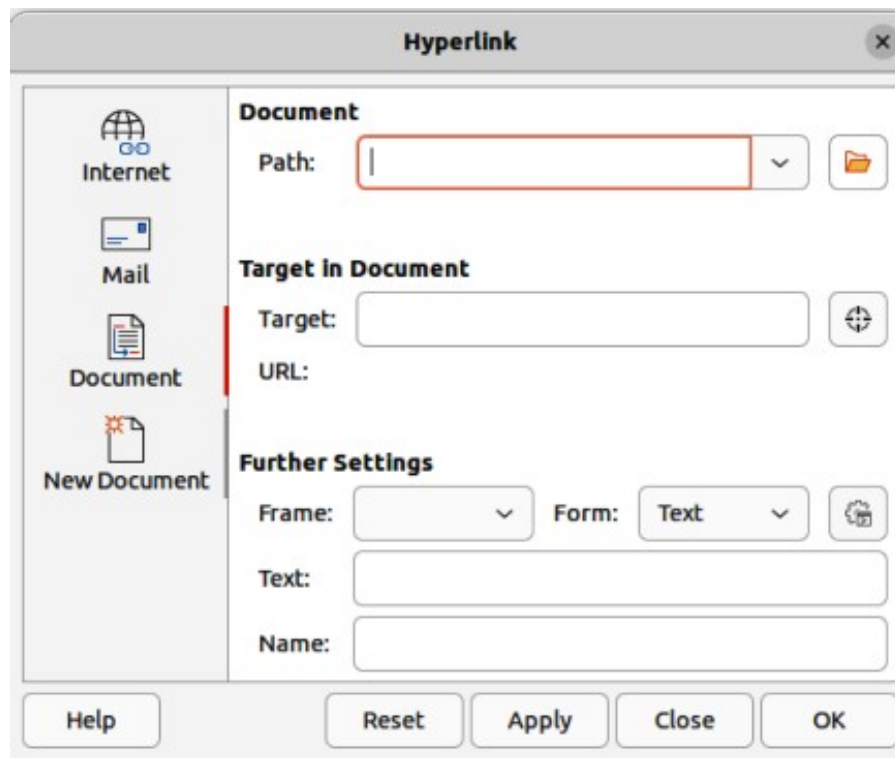 Hyperlink
Internet
Mail
Document
New Document
Document
Path:
Target in Document
Target:
URL:
Further Settings
Frame:
Form: Text
Text:
Name:
Help Reset Apply Close OK